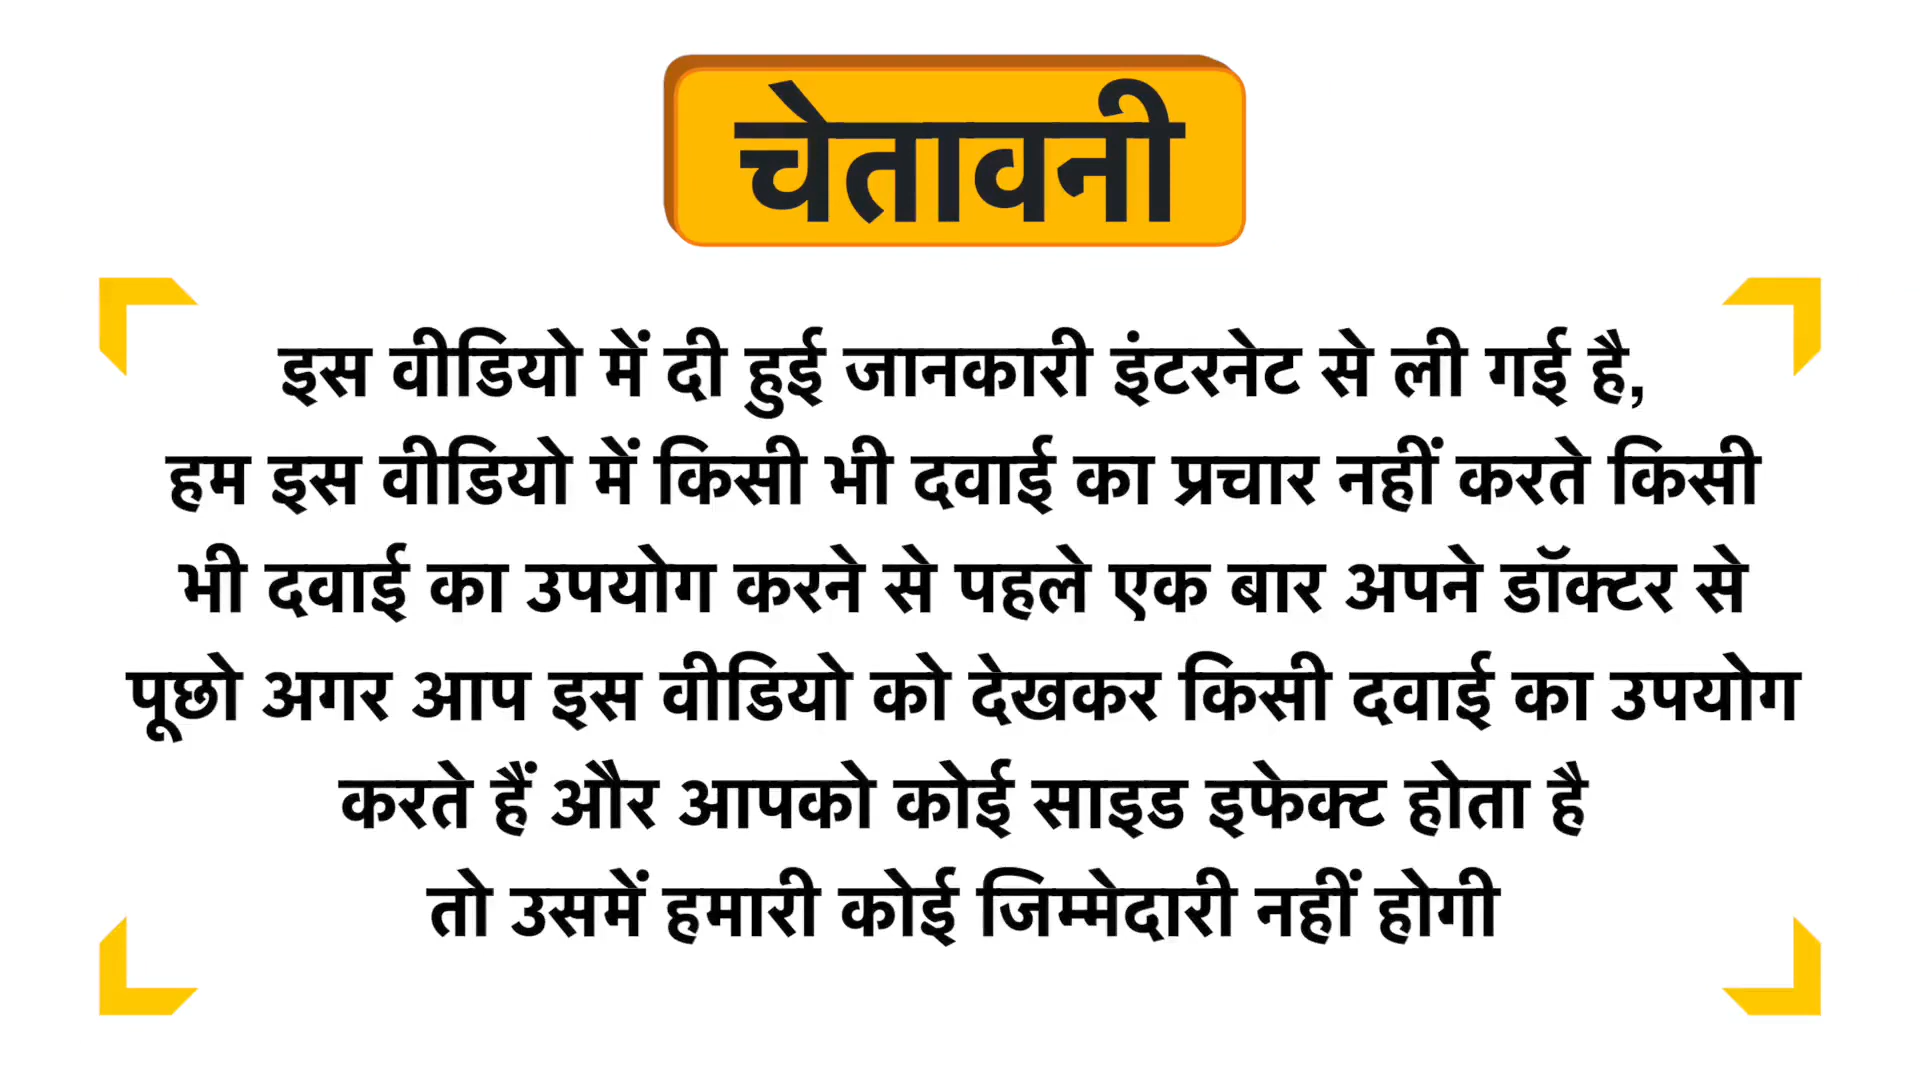 चेतावनी
इस वीडियो में दी हुई जानकारी इंटरनेट से ली गई है,
हम इस वीडियो में किसी भी दवाई का प्रचार नहीं करते किसी
भी दवाई का उपयोग करने से पहले एक बार अपने डॉक्टर से
पूछो अगर आप इस वीडियो को देखकर किसी दवाई का उपयोग
करते हैं और आपको कोई साइड इफेक्ट होता है
तो उसमें हमारी कोई जिम्मेदारी नहीं होगी